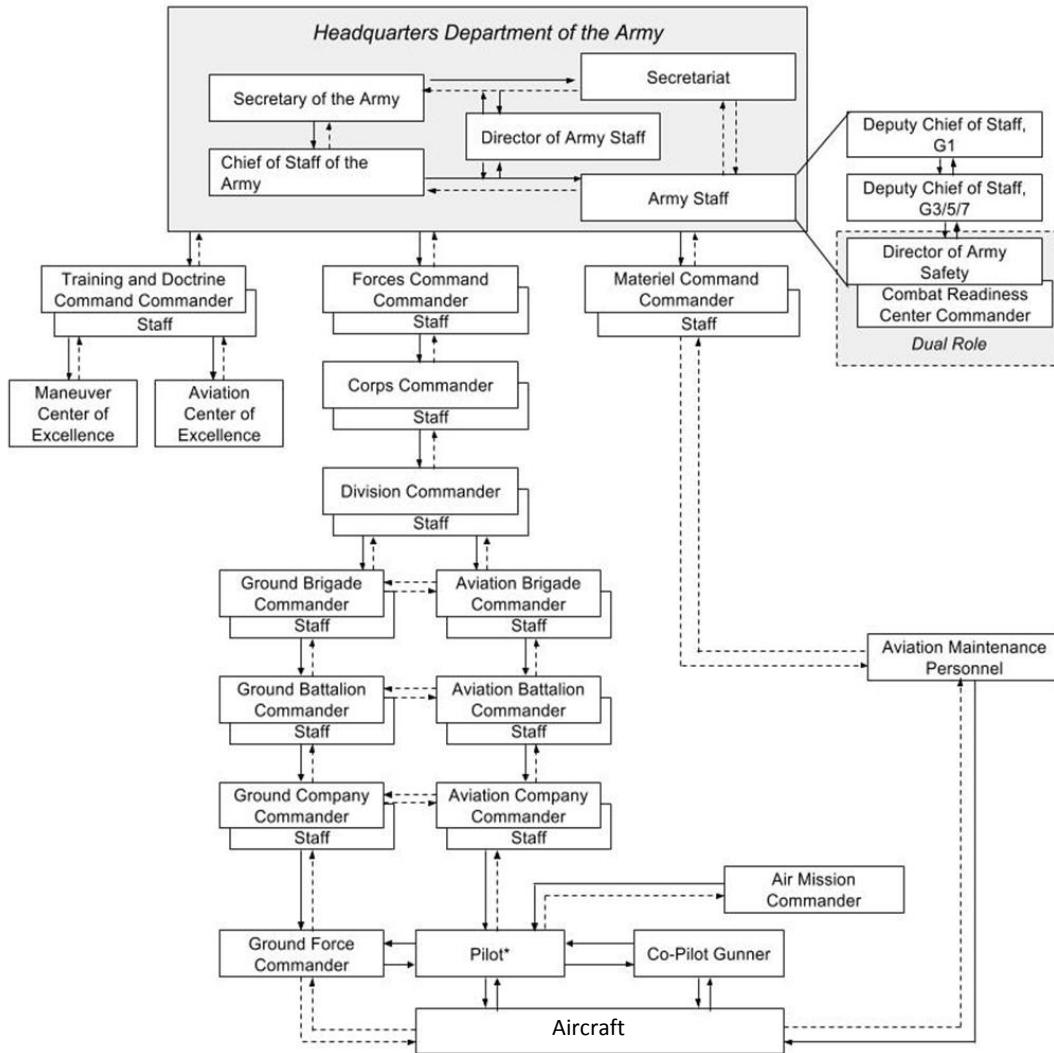 Headquarters Department of the Army
Secretariat
Secretary of the Army
Director of Army Staff
Chief of Staff of the
Army
Army Staff
Deputy Chief of Staff,
G1
Deputy Chief of Staff,
G3/5/7
Director of Army
Safety
Combat Readiness
Center Commander
Dual Role
Training and Doctrine
Command Commander
Staff
Forces Command
Commander
Staff
Materiel Command
Commander
Staff
Maneuver
Center of
Excellence
Aviation
Center of
Excellence
Corps Commander
Staff
Division Commander
Staff
Ground Brigade
Commander
Staff
Aviation Brigade
Commander
Staff
Aviation Maintenance
Personnel
Ground Battalion
Commander
Staff
Aviation Battalion
Commander
Staff
Ground Company
Commander
Staff
Aviation Company
Commander
Staff
Air Mission
Commander
Ground Force
Commander
Pilot*
Co-Pilot Gunner
Aircraft